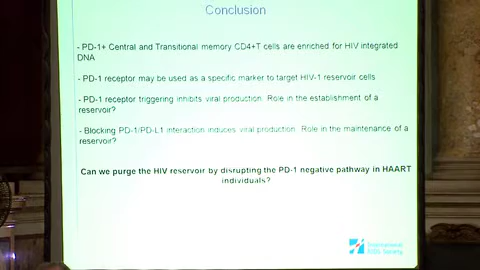 Conclusion
- PD-1+ Central and Transitional memory CD4+T cells are enriched for HIV integrated
DNA
- PD-1 receptor may be used as a specific marker to target HIV-1 reservoir cells
- PD-1 receptor triggering inhibits viral production. Role in the establishment of a
reservoir?
- Blocking PD-1/PD-L1 interaction induces viral production. Role in the maintenance of a
reservoir?
Can we purge the HIV reservoir by disrupting the PD-1 negative pathway in HAART
individuals?
International
AIDS Society